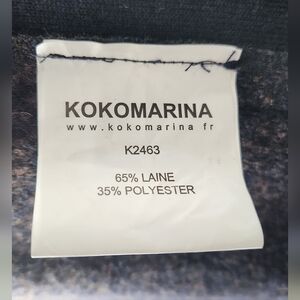 KOKOMARINA
www.kokomarina fr
K2463
65% LAINE
35% POLYESTER